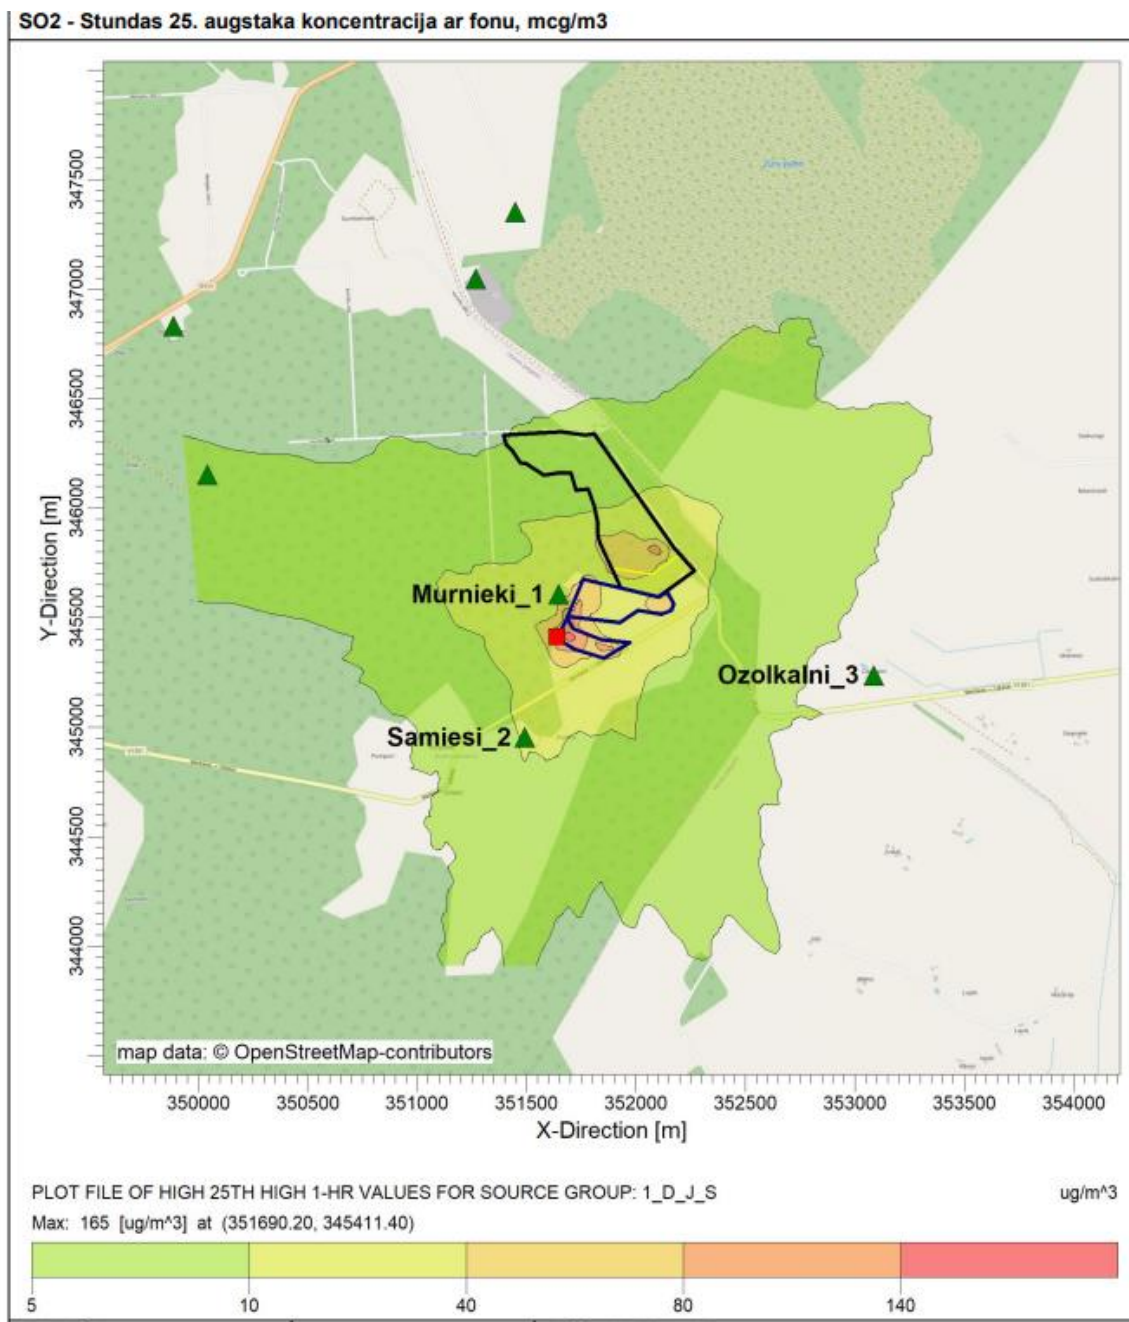 SO2 - Stundas 25. augstaka koncentracija ar fonu, mcg/m3
347500
347000
346500
346000
345500
345000
344500
344000
Y-Direction [m]
Murnieki_1
Ozolkalni_3
Samiesi_2
map data: © OpenStreetMap-contributors
350000 350500 351000 351500 352000 352500 353000 353500 354000
X-Direction [m]
PLOT FILE OF HIGH 25TH HIGH 1-HR VALUES FOR SOURCE GROUP: 1_D_J_S ug/m^3
Max: 165 [ug/m^3] at (351690.20, 345411.40)
5 10 40 80 140